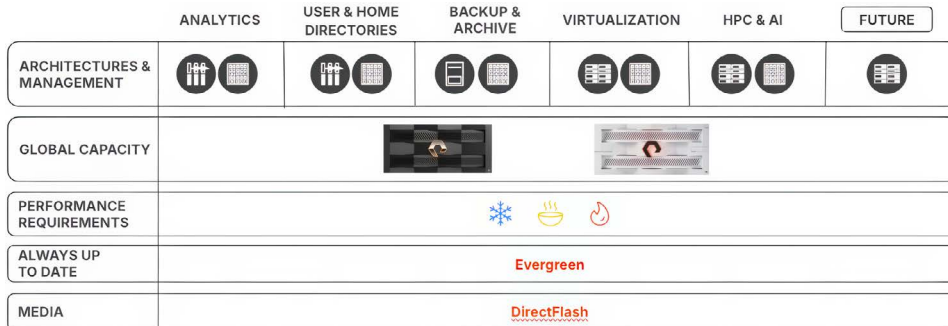 ANALYTICS
USER & HOME
DIRECTORIES
BACKUP &
ARCHIVE
VIRTUALIZATION
HPC & AI
FUTURE
ARCHITECTURES &
MANAGEMENT
GLOBAL CAPACITY
PERFORMANCE
REQUIREMENTS
ALWAYS UP
TO DATE
Evergreen
MEDIA
DirectFlash